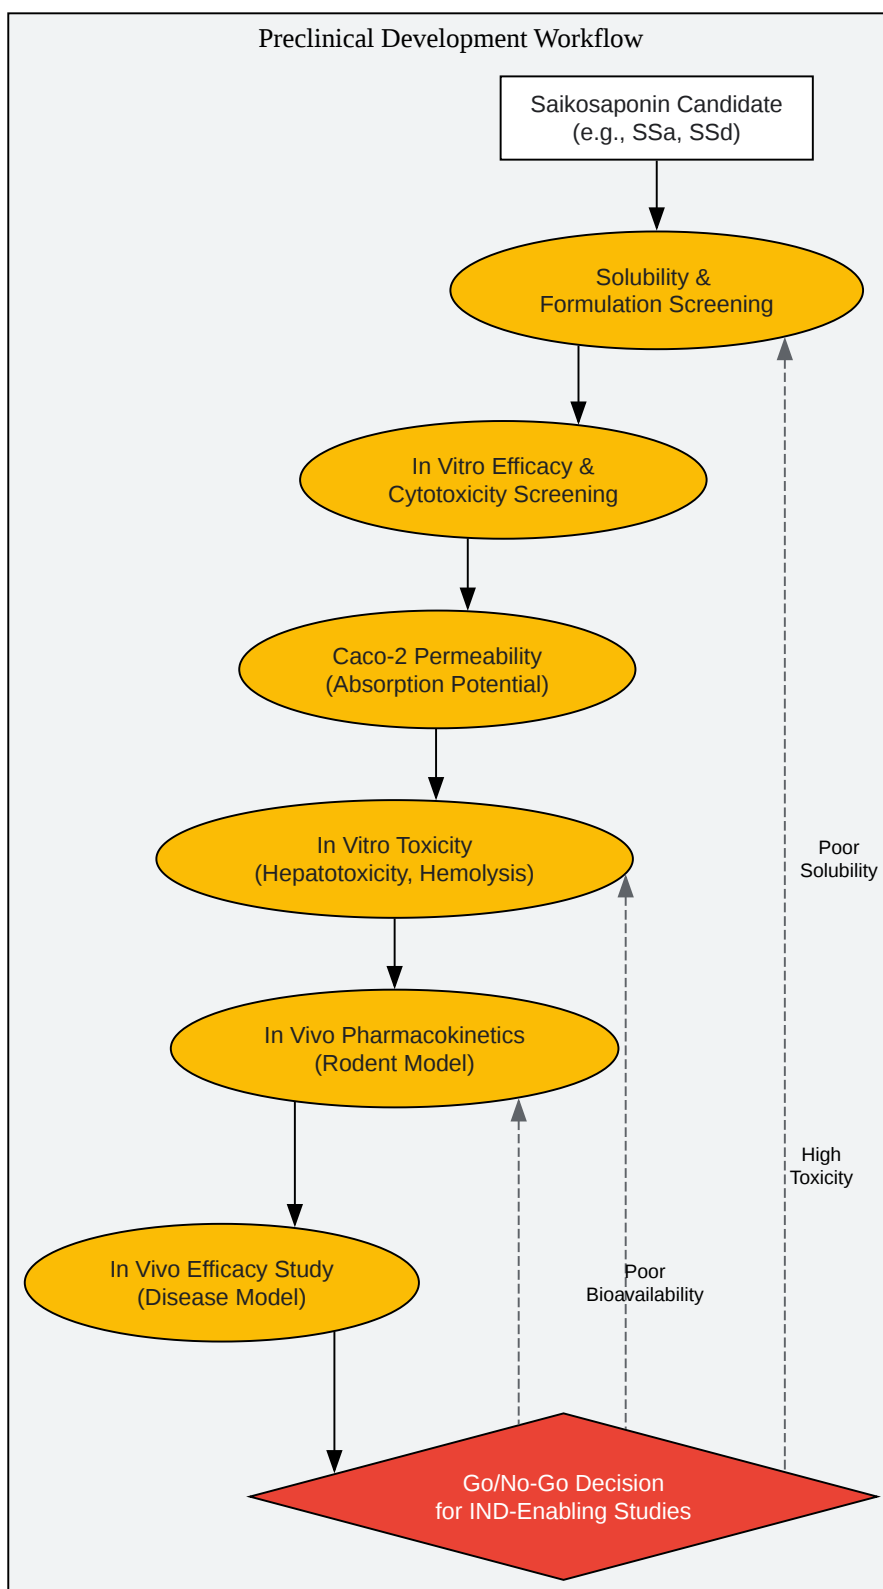 Preclinical Development Workflow
Saikosaponin Candidate
(e.g., SSa, SSd)
Solubility &
Formulation Screening
In Vitro Efficacy &
Cytotoxicity Screening
Caco-2 Permeability
(Absorption Potential)
In Vitro Toxicity
(Hepatotoxicity, Hemolysis)
Poor
Solubility
In Vivo Pharmacokinetics
(Rodent Model)
High
Toxicity
In Vivo Efficacy Study
(Disease Model)
Poor
Bioavailability
Go/No-Go Decision
for IND-Enabling Studies